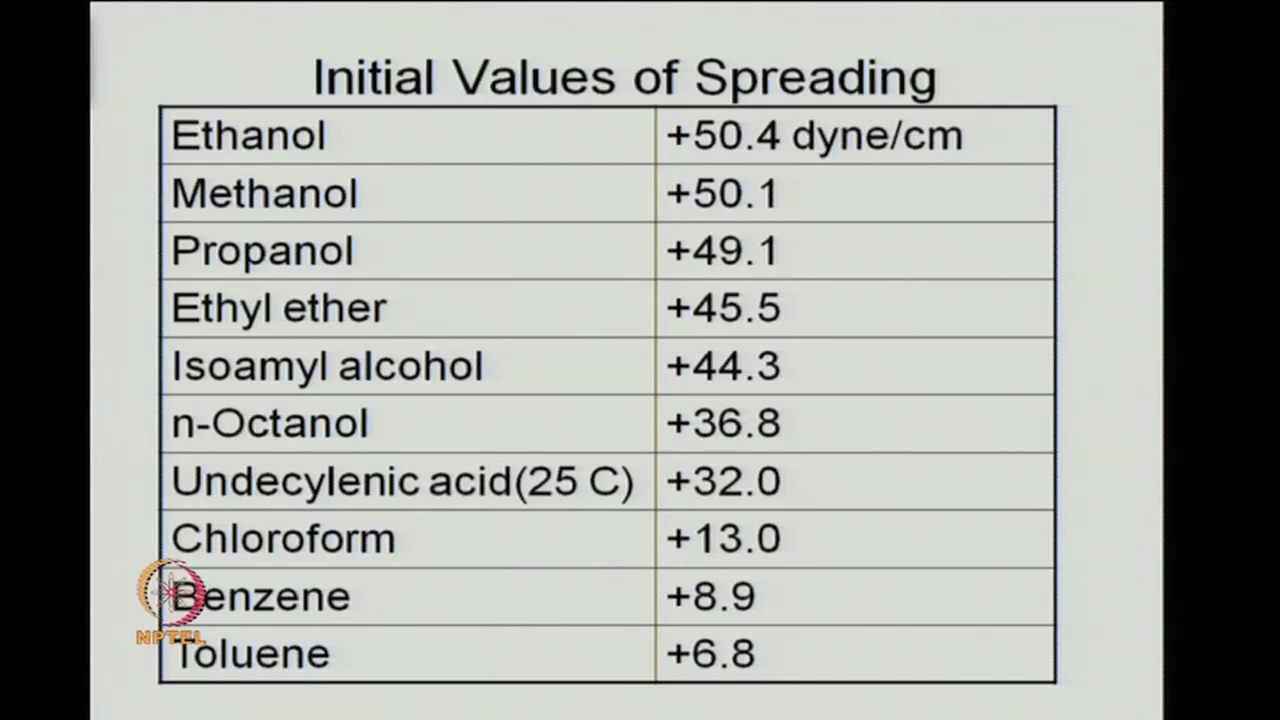 Initial Values of Spreading
Ethanol +50.4 dyne/cm
Methanol +50.1
Propanol +49.1
Ethyl ether +45.5
Isoamyl alcohol +44.3
n-Octanol +36.8
Undecylenic acid(25 C) +32.0
Chloroform +13.0
Benzene +8.9
NPTEL
Toluene +6.8